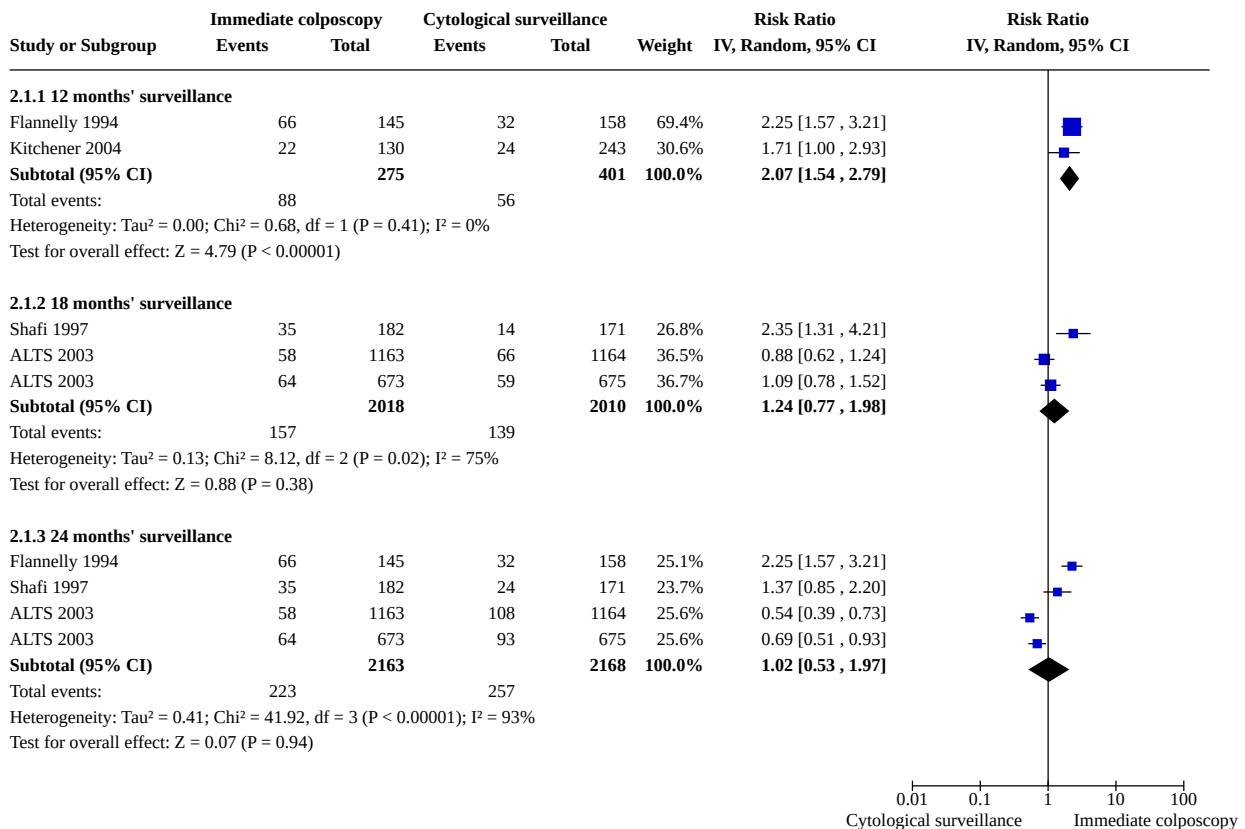 Immediate colposcopy Cytological surveillance Risk Ratio Risk Ratio
Study or Subgroup Events Total Events Total Weight IV, Random, 95% CI IV, Random, 95% CI
2.1.1 12 months' surveillance
Flannelly 1994 66 145 32 158 69.4% 2.25 [1.57 , 3.21]
Kitchener 2004 22 130 24 243 30.6% 1.71 [1.00 , 2.93]
Subtotal (95% CI) 275 401 100.0% 2.07 [1.54 , 2.79]
Total events: 88 56
Heterogeneity: Tau² = 0.00; Chi² = 0.68, df = 1 (P = 0.41); I² = 0%
Test for overall effect: Z = 4.79 (P < 0.00001)
2.1.2 18 months' surveillance
Shafi 1997 35 182 14 171 26.8% 2.35 [1.31 , 4.21]
ALTS 2003 58 1163 66 1164 36.5% 0.88 [0.62 , 1.24]
ALTS 2003 64 673 59 675 36.7% 1.09 [0.78 , 1.52]
Subtotal (95% CI) 2018 2010 100.0% 1.24 [0.77 , 1.98]
Total events: 157 139
Heterogeneity: Tau² = 0.13; Chi² = 8.12, df = 2 (P = 0.02); I² = 75%
Test for overall effect: Z = 0.88 (P = 0.38)
2.1.3 24 months' surveillance
Flannelly 1994 66 145 32 158 25.1% 2.25 [1.57 , 3.21]
Shafi 1997 35 182 24 171 23.7% 1.37 [0.85 , 2.20]
ALTS 2003 58 1163 108 1164 25.6% 0.54 [0.39 , 0.73]
ALTS 2003 64 673 93 675 25.6% 0.69 [0.51 , 0.93]
Subtotal (95% CI) 2163 2168 100.0% 1.02 [0.53 , 1.97]
Total events: 223 257
Heterogeneity: Tau² = 0.41; Chi² = 41.92, df = 3 (P < 0.00001); I² = 93%
Test for overall effect: Z = 0.07 (P = 0.94)
0.01 0.1 1 10 100
Cytological surveillance Immediate colposcopy